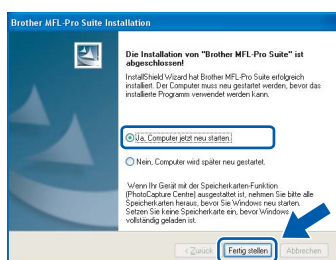 Brother MFL-Pro Suite Installation
Die Installation von "Brother MFL-Pro Suite" ist
abgeschlossen!
InstallShield Wizard hat Brother MFL-Pro Suite erfolgreich
installiert. Der Computer muss neu gestartet werden, bevor das
installierte Programm verwendet werden kann.
Ja, Computer jetzt neu starten.
Nein, Computer wird später neu gestartet.
Wenn Ihr Gerät mit der Speicherkarten-Funktion
(PhotoCapture Centre) ausgestattet ist, nehmen Sie bitte alle
Speicherkarten heraus, bevor Sie Windows neu starten.
Setzen Sie keine Speicherkarte ein, bevor Windows
vollständig geladen ist.
< Zurück
Fertig stellen
Abbrechen